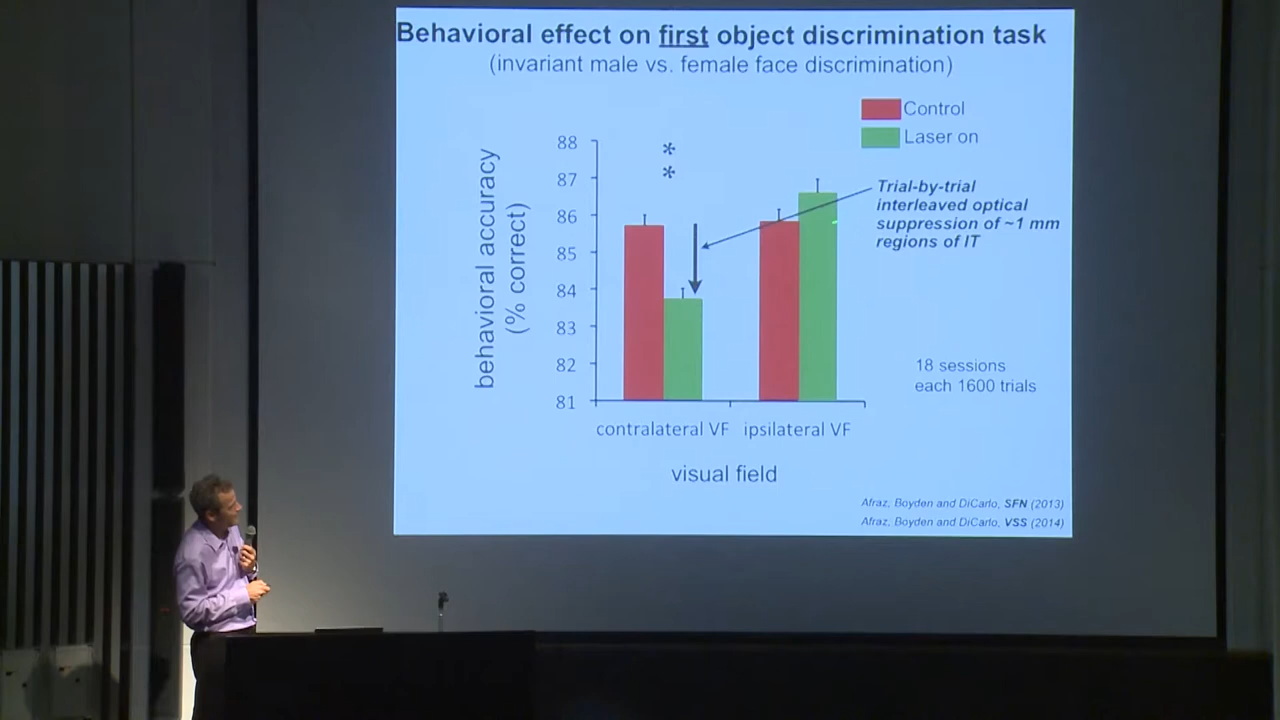 Behavioral effect on first object discrimination task
(invariant male vs. female face discrimination)
Control
Laser on
behavioral accuracy
(% correct)
88
87
86
85
84
83
82
81
*
*
Trial-by-trial
interleaved optical
suppression of ~1 mm
regions of IT
18 sessions
each 1600 trials
contralateral VF
ipsilateral VF
visual field
Afraz, Boyden and DiCarlo, SFN (2013)
Afraz, Boyden and DiCarlo, VSS (2014)